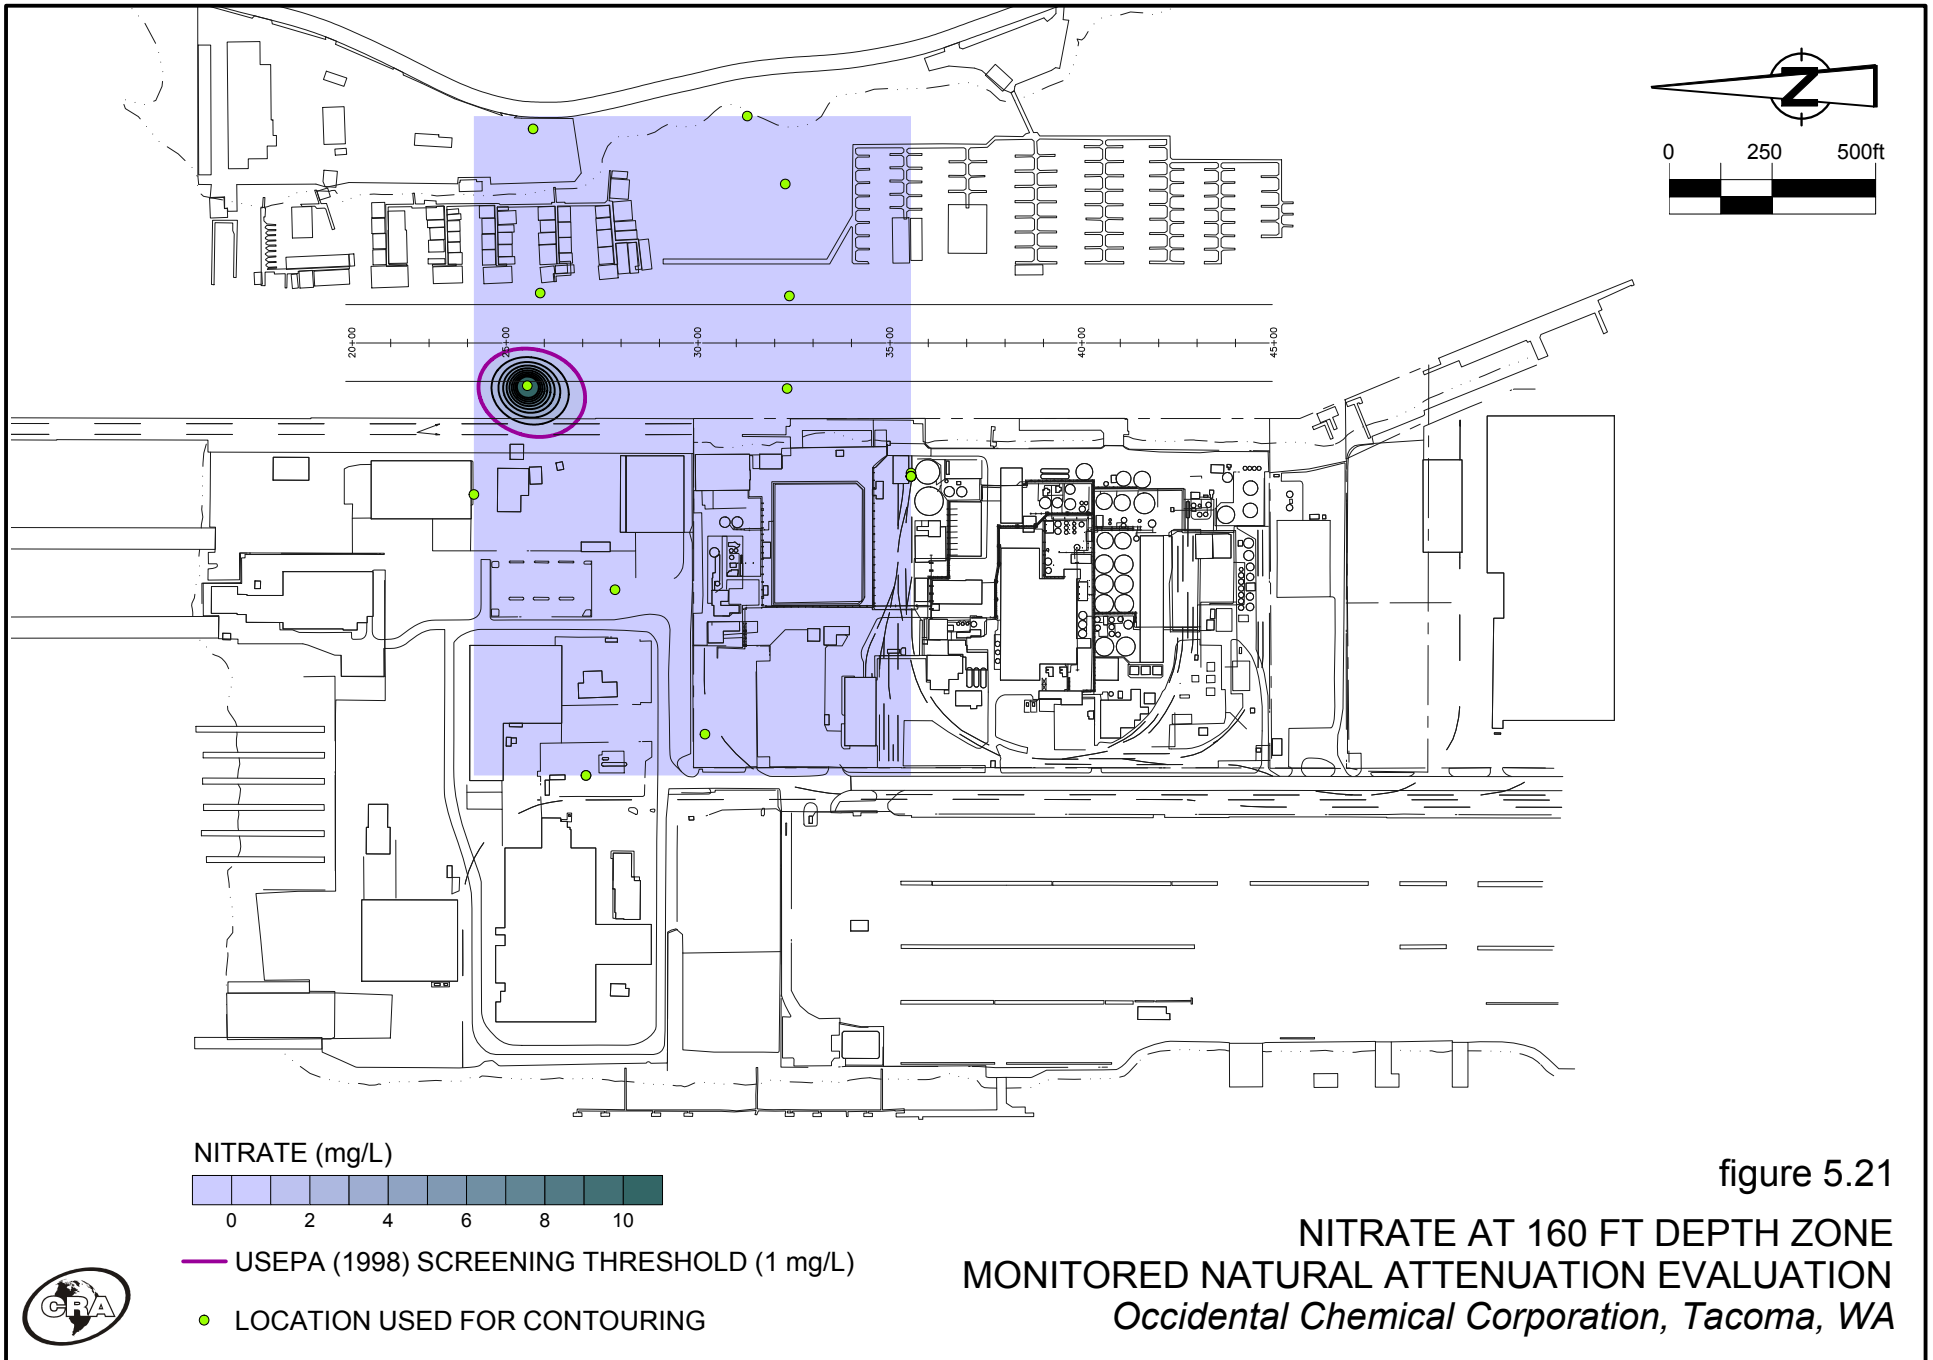 N
0 250 500ft
20+00 25+00 30+00 35+00 40+00 45+00
NITRATE (mg/L)
0 2 4 6 8 10
USEPA (1998) SCREENING THRESHOLD (1 mg/L)
LOCATION USED FOR CONTOURING
CRA
figure 5.21
NITRATE AT 160 FT DEPTH ZONE
MONITORED NATURAL ATTENUATION EVALUATION
Occidental Chemical Corporation, Tacoma, WA